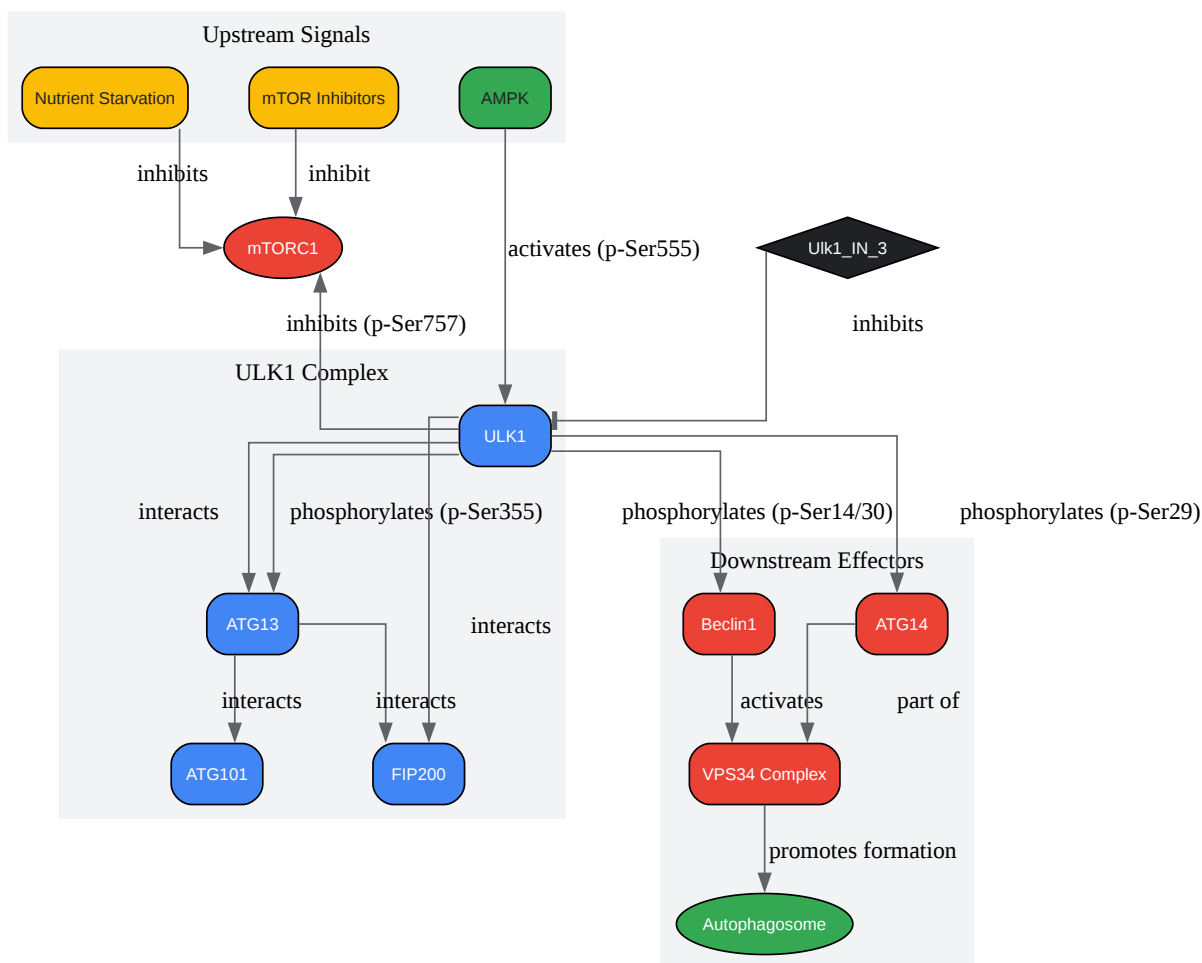 Upstream Signals
Nutrient Starvation
mTOR Inhibitors
AMPK
inhibits
inhibit
mTORC1
activates (p-Ser555)
Ulk1_IN_3
inhibits (p-Ser757)
inhibits
ULK1 Complex
ULK1
interacts
phosphorylates (p-Ser355)
phosphorylates (p-Ser14/30)
phosphorylates (p-Ser29)
Downstream Effectors
ATG13
interacts
Beclin1
ATG14
interacts
interacts
activates
part of
ATG101
FIP200
VPS34 Complex
promotes formation
Autophagosome